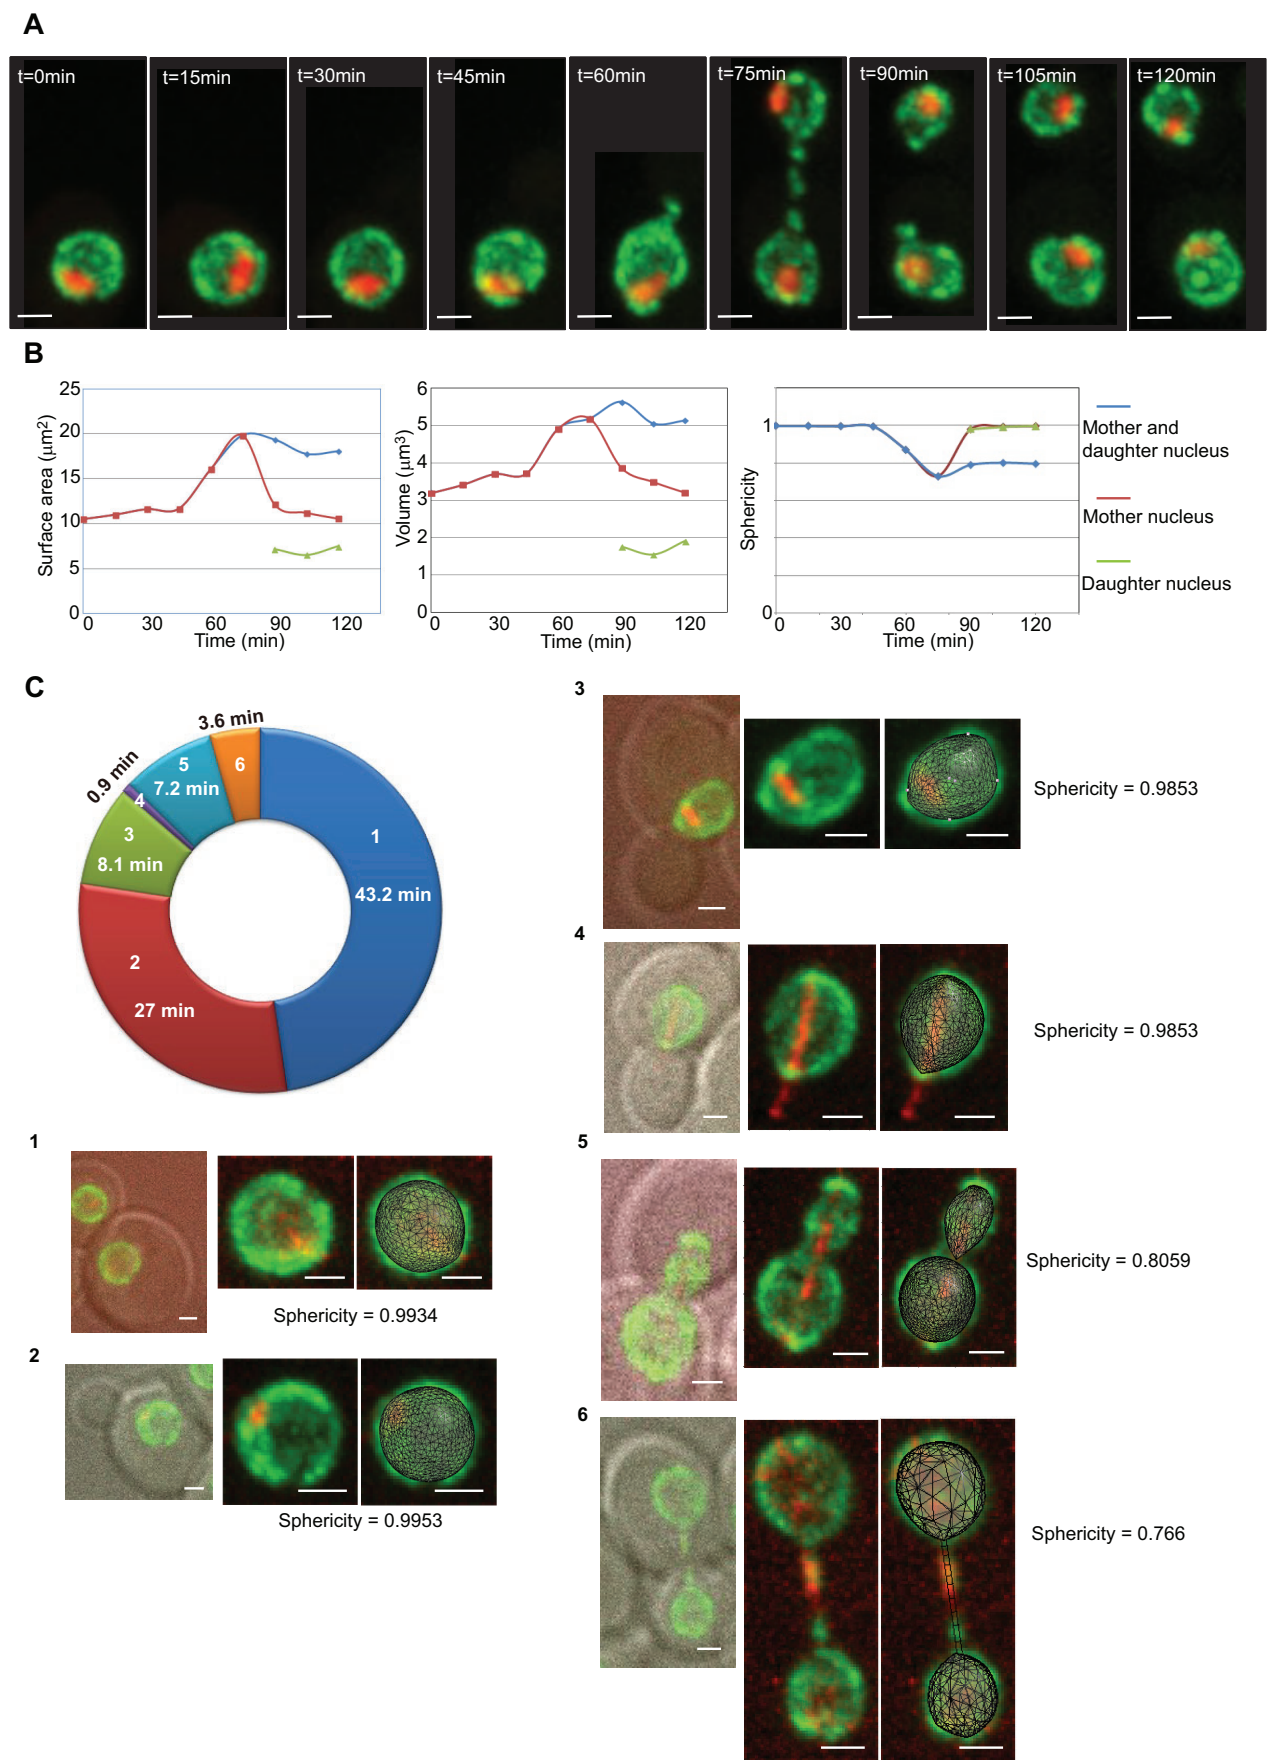 A
t=0min
t=15min
t=30min
t=45min
t=60min
t=75min
t=90min
t=105min
t=120min
B
Surface area (μm²)
25
20
15
10
5
0
0 30 60 90 120
Time (min)
Volume (μm³)
6
5
4
3
2
1
0
0 30 60 90 120
Time (min)
Sphericity
1
0
0 30 60 90 120
Time (min)
Mother and
daughter nucleus
Mother nucleus
Daughter nucleus
C
3.6 min
6
0.9 min
5
7.2 min
4
3
8.1 min
1
43.2 min
2
27 min
1
Sphericity = 0.9934
2
Sphericity = 0.9953
3
Sphericity = 0.9853
4
Sphericity = 0.9853
5
Sphericity = 0.8059
6
Sphericity = 0.766